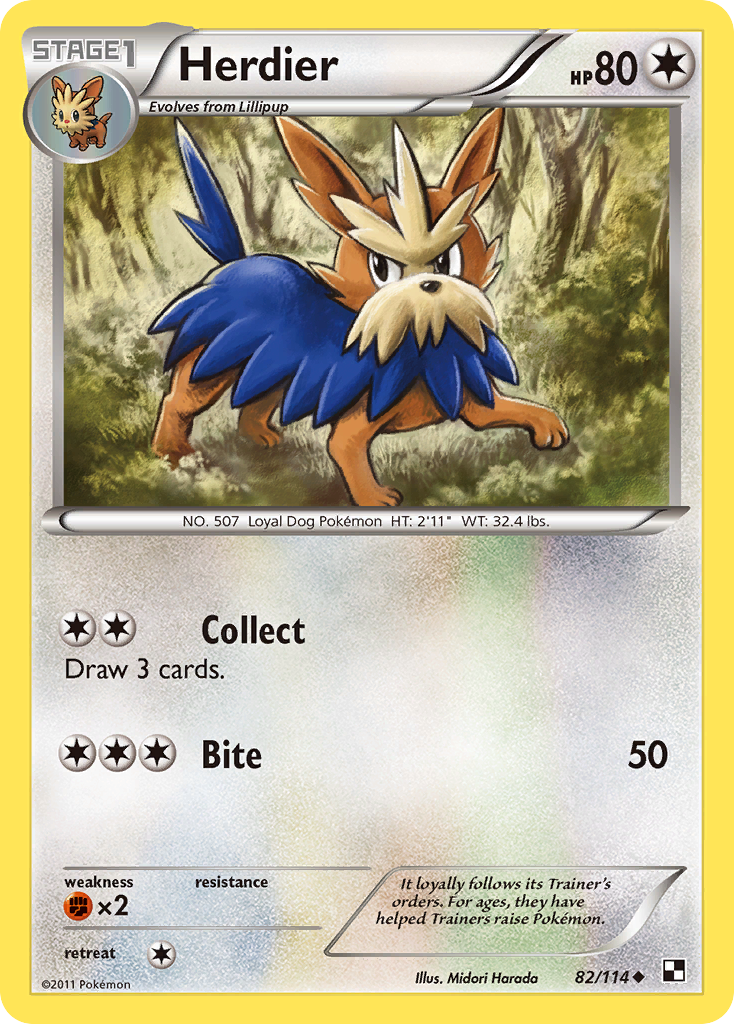 STAGE1
Herdier
HP80
Evolves from Lillipup
NO. 507 Loyal Dog Pokémon HT: 2'11" WT: 32.4 lbs.
Collect
Draw 3 cards.
Bite 50
weakness resistance
×2
retreat
It loyally follows its Trainer's
orders. For ages, they have
helped Trainers raise Pokémon.
©2011 Pokémon
Illus. Midori Harada 82/114